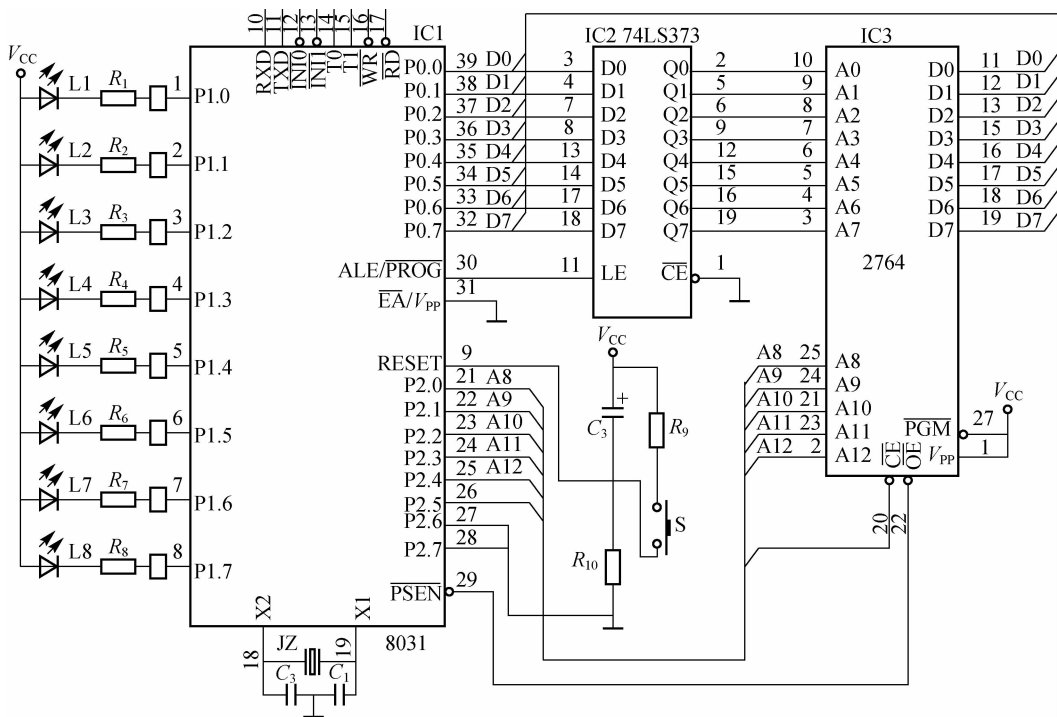 10 11 12 13 14 15 16 17
RXD TXD INI0 INI1 T0 T1 WR RD
IC1
V_CC
L1 R1 1 P1.0
L2 R2 2 P1.1
L3 R3 3 P1.2
L4 R4 4 P1.3
L5 R5 5 P1.4
L6 R6 6 P1.5
L7 R7 7 P1.6
L8 R8 8 P1.7
P0.0 39 D0
P0.1 38 D1
P0.2 37 D2
P0.3 36 D3
P0.4 35 D4
P0.5 34 D5
P0.6 33 D6
P0.7 32 D7
ALE/PROG 30
EA/V_PP 31
RESET 9
P2.0 21 A8
P2.1 22 A9
P2.2 23 A10
P2.3 24 A11
P2.4 25 A12
P2.5 26
P2.6 27
P2.7 28
PSEN 29
X2 X1
18 JZ 19
8031
C3 C1
IC2 74LS373
3 D0 Q0 2
4 D1 Q1 5
7 D2 Q2 6
8 D3 Q3 9
13 D4 Q4 12
14 D5 Q5 15
17 D6 Q6 16
18 D7 Q7 19
11 LE CE 1
V_CC
+
C3 R9
S
R10
IC3
10 A0 D0 11 D0
9 A1 D1 12 D1
8 A2 D2 13 D2
7 A3 D3 15 D3
6 A4 D4 16 D4
5 A5 D5 17 D5
4 A6 D6 18 D6
3 A7 D7 19 D7
2764
A8 25 A8
A9 24 A9
A10 21 A10
A11 23 A11
A12 2 A12
V_CC
PGM 27
V_PP 1
CE OE
20 22